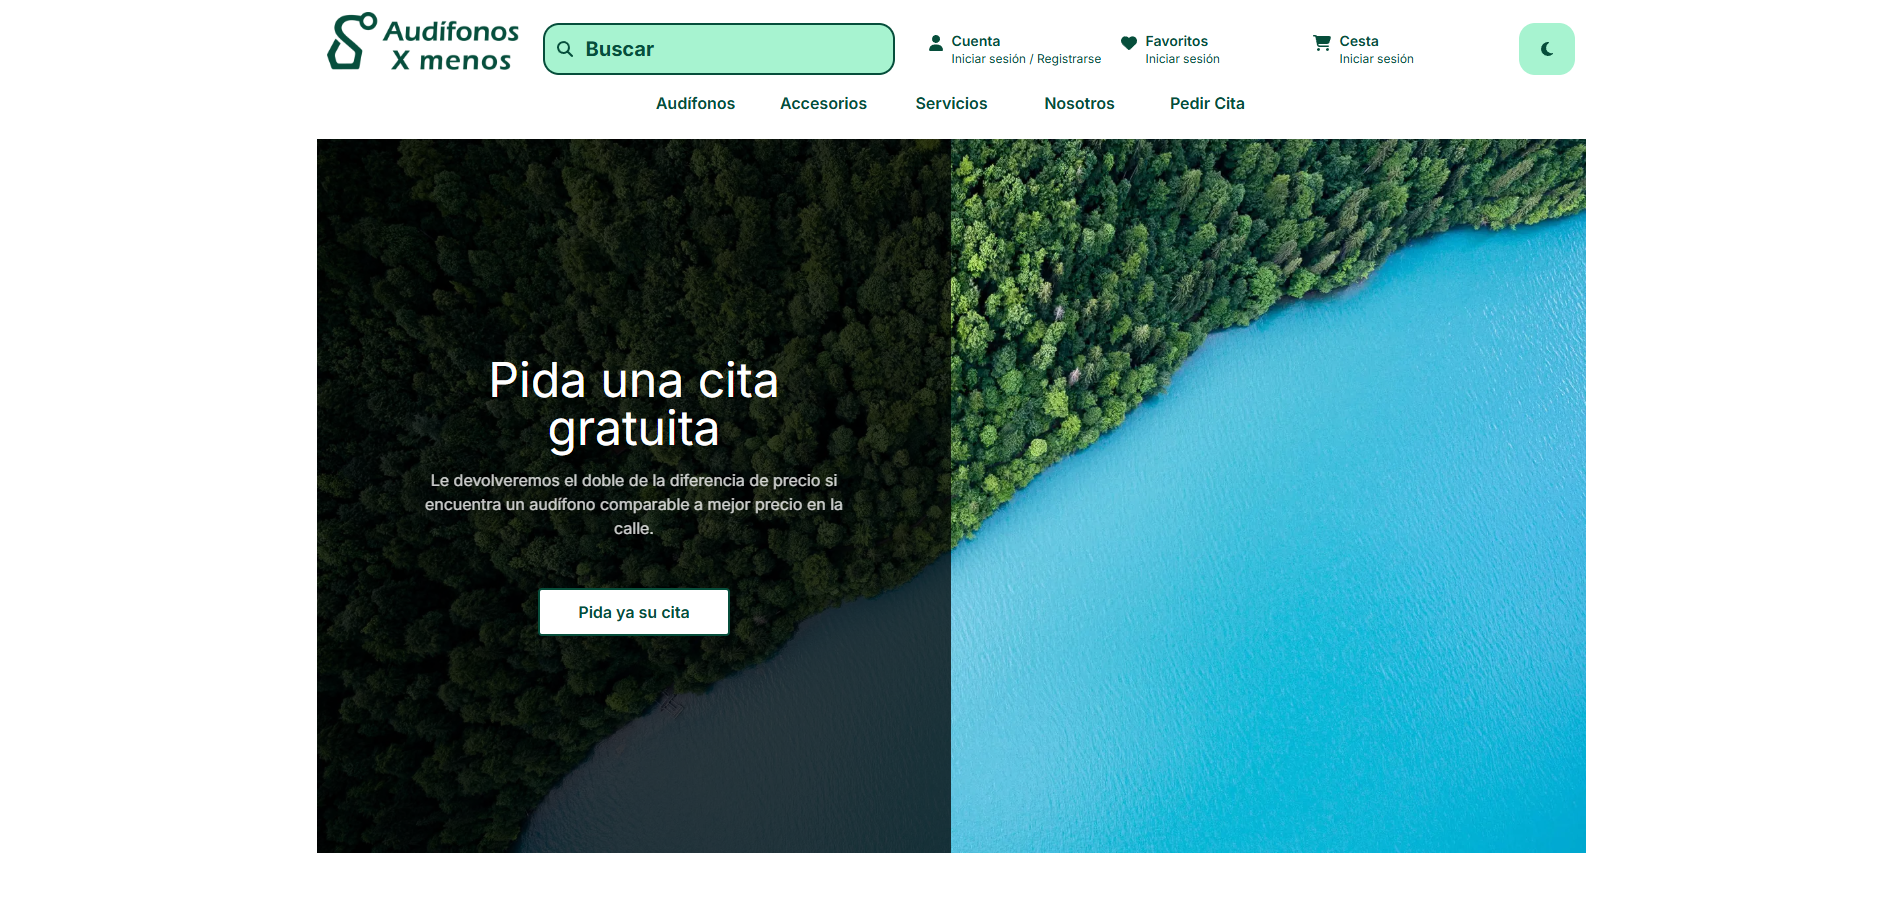 Audífonos
X menos
Buscar
Cuenta
Iniciar sesión / Registrarse
Favoritos
Iniciar sesión
Cesta
Iniciar sesión
Audífonos
Accesorios
Servicios
Nosotros
Pedir Cita
Pida una cita
gratuita
Le devolveremos el doble de la diferencia de precio si
encuentra un audífono comparable a mejor precio en la
calle.
Pida ya su cita